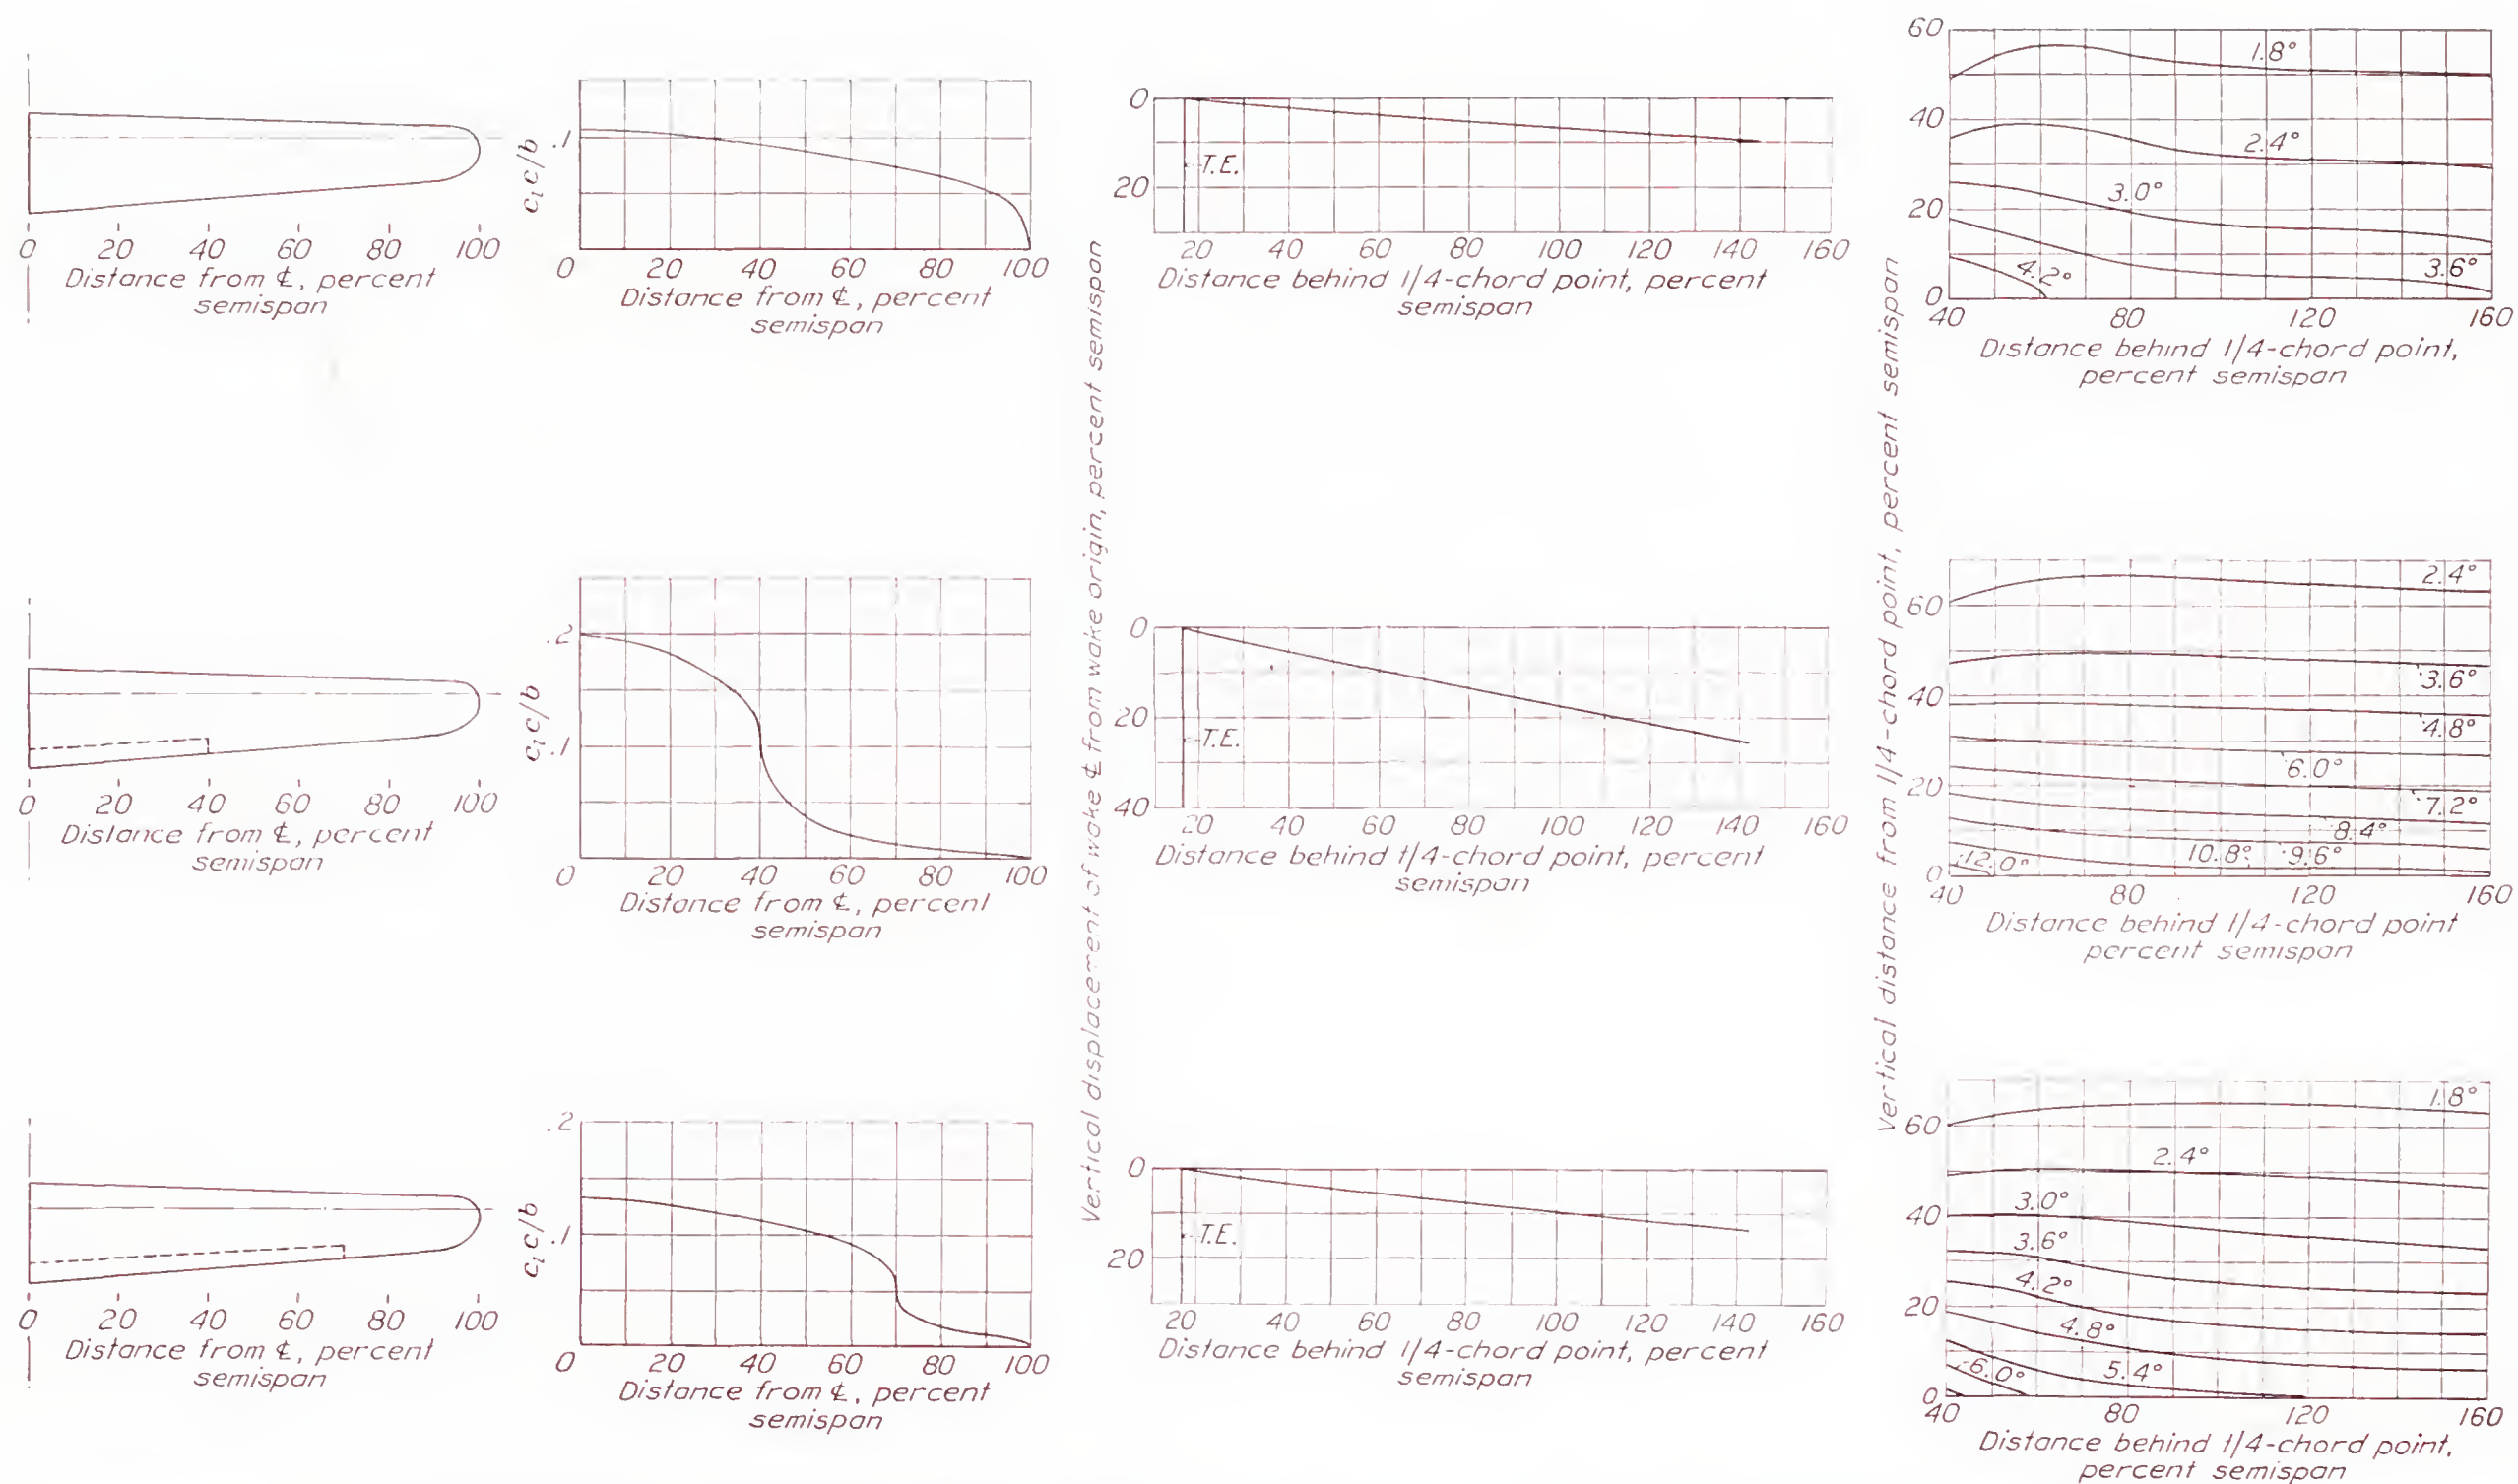 0 20 40 60 80 100
Distance from ℄, percent
semispan
c_l c/b
.1
0 20 40 60 80 100
Distance from ℄, percent
semispan
0
20
T.E.
20 40 60 80 100 120 140 160
Distance behind 1/4-chord point, percent
semispan
60
40
20
0
1.8°
2.4°
3.0°
3.6°
4.2°
40 80 120 160
Distance behind 1/4-chord point,
percent semispan
Vertical displacement of wake ℄ from wake origin, percent semispan
Vertical distance from 1/4-chord point, percent semispan
0 20 40 60 80 100
Distance from ℄, percent
semispan
c_l c/b
.2
.1
0 20 40 60 80 100
Distance from ℄, percent
semispan
0
20
40
T.E.
20 40 60 80 100 120 140 160
Distance behind 1/4-chord point, percent
semispan
60
40
20
0
2.4°
3.6°
4.8°
6.0°
7.2°
8.4°
12.0° 10.8° 9.6°
40 80 120 160
Distance behind 1/4-chord point
percent semispan
0 20 40 60 80 100
Distance from ℄, percent
semispan
c_l c/b
.2
.1
0 20 40 60 80 100
Distance from ℄, percent
semispan
0
20
T.E.
20 40 60 80 100 120 140 160
Distance behind 1/4-chord point, percent
semispan
60
40
20
0
1.8°
2.4°
3.0°
3.6°
4.2°
4.8°
5.4°
6.0°
40 80 120 160
Distance behind 1/4-chord point,
percent semispan